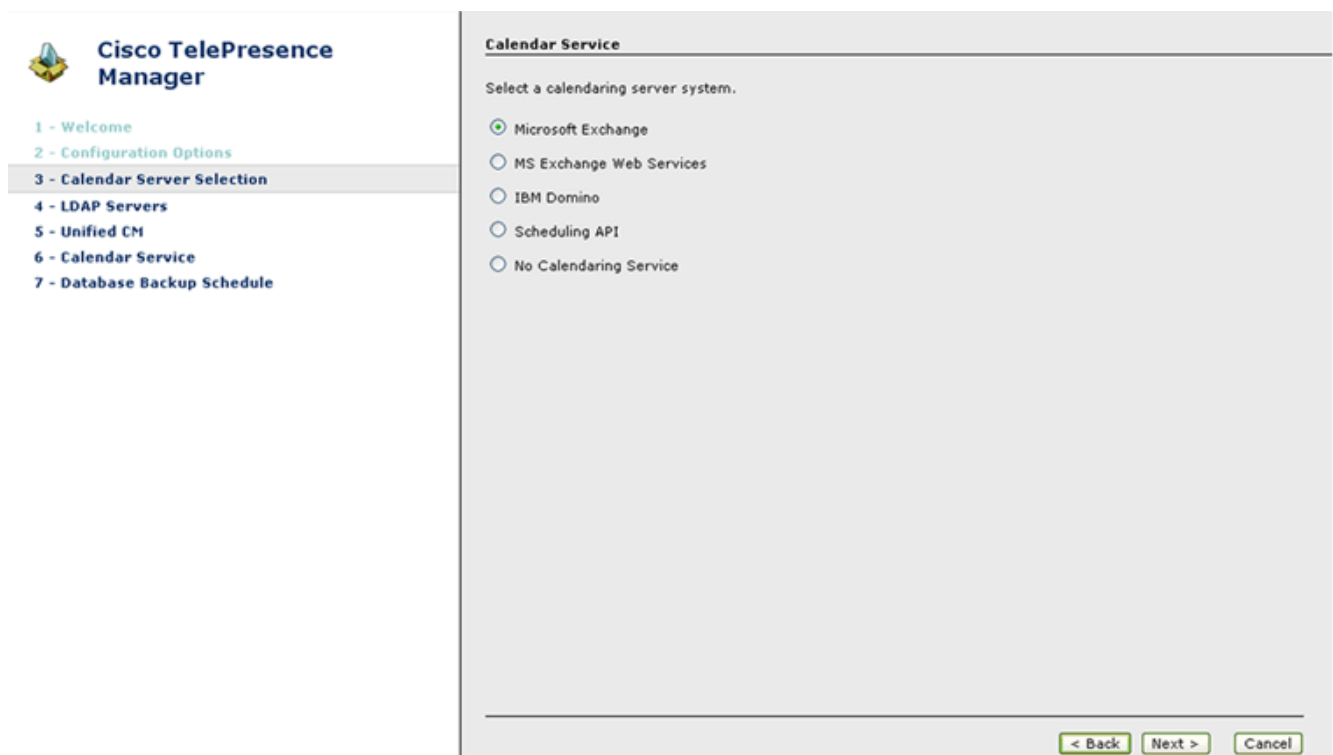 Cisco TelePresence
Manager
1 - Welcome
2 - Configuration Options
3 - Calendar Server Selection
4 - LDAP Servers
5 - Unified CM
6 - Calendar Service
7 - Database Backup Schedule
Calendar Service
Select a calendaring server system.
Microsoft Exchange
MS Exchange Web Services
IBM Domino
Scheduling API
No Calendaring Service
< Back Next > Cancel